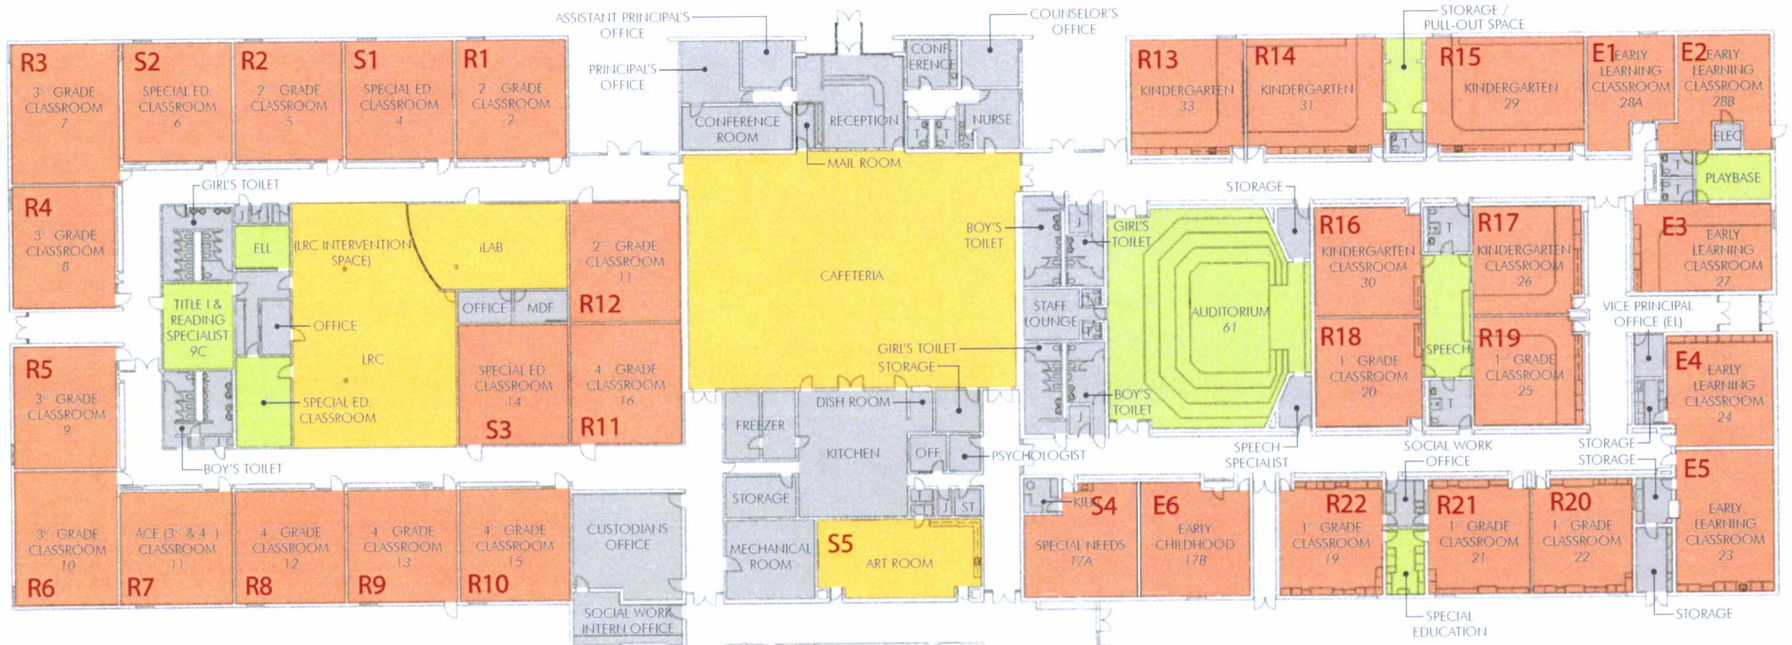 ASSISTANT PRINCIPAL'S
OFFICE
COUNSELOR'S
OFFICE
STORAGE /
PULL-OUT SPACE
R3
3RD GRADE
CLASSROOM
7
S2
SPECIAL ED.
CLASSROOM
6
R2
2ND GRADE
CLASSROOM
5
S1
SPECIAL ED.
CLASSROOM
4
R1
2ND GRADE
CLASSROOM
2
PRINCIPAL'S
OFFICE
CONFERENCE
ROOM
RECEPTION
CONF-
ERENCE
T
T
NURSE
MAIL ROOM
R13
KINDERGARTEN
33
R14
KINDERGARTEN
31
T
R15
KINDERGARTEN
29
E1
EARLY
LEARNING
CLASSROOM
28A
E2
EARLY
LEARNING
CLASSROOM
28B
ELEC
T
T
PLAYBASE
R4
3RD GRADE
CLASSROOM
8
GIRL'S TOILET
J
ELL
(LRC INTERVENTION
SPACE)
iLAB
2ND GRADE
CLASSROOM
11
R12
TITLE I &
READING
SPECIALIST
9C
OFFICE
OFFICE
MDF
LRC
CAFETERIA
BOY'S
TOILET
J
GIRL'S
TOILET
STORAGE
STAFF
LOUNGE
AUDITORIUM
61
R16
KINDERGARTEN
CLASSROOM
30
T
R17
KINDERGARTEN
CLASSROOM
26
E3
EARLY
LEARNING
CLASSROOM
27
VICE PRINCIPAL
OFFICE (EL)
R5
3RD GRADE
CLASSROOM
9
SPECIAL ED.
CLASSROOM
BOY'S TOILET
SPECIAL ED
CLASSROOM
14
S3
4TH GRADE
CLASSROOM
16
R11
GIRL'S TOILET
STORAGE
DISH ROOM
BOY'S
TOILET
J
FREEZER
KITCHEN
OFF.
PSYCHOLOGIST
SPEECH
SPECIALIST
R18
1ST GRADE
CLASSROOM
20
SPEECH
T
R19
1ST GRADE
CLASSROOM
25
E4
EARLY
LEARNING
CLASSROOM
24
SOCIAL WORK
OFFICE
STORAGE
STORAGE
3RD GRADE
CLASSROOM
10
R6
ACE (3RD & 4TH)
CLASSROOM
11
R7
4TH GRADE
CLASSROOM
12
R8
4TH GRADE
CLASSROOM
13
R9
4TH GRADE
CLASSROOM
15
R10
CUSTODIANS
OFFICE
SOCIAL WORK
INTERN OFFICE
STORAGE
MECHANICAL
ROOM
J
ST
S5
ART ROOM
KILN
S4
SPECIAL NEEDS
17A
E6
EARLY
CHILDHOOD
17B
R22
1ST GRADE
CLASSROOM
19
R21
1ST GRADE
CLASSROOM
21
R20
1ST GRADE
CLASSROOM
22
E5
EARLY
LEARNING
CLASSROOM
23
SPECIAL
EDUCATION
STORAGE